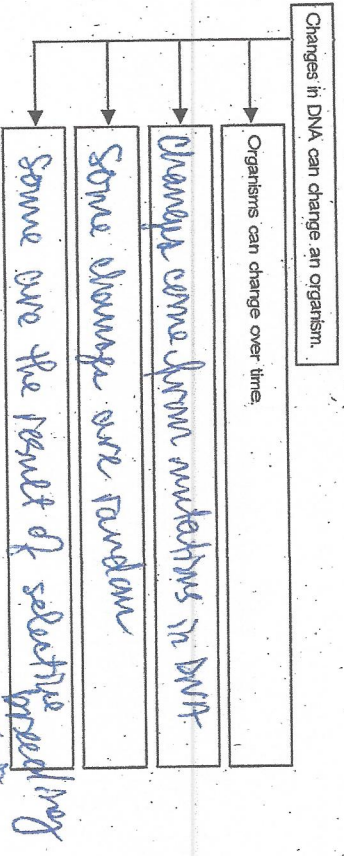 Changes in DNA can change an organism.
Organisms can change over time.
Changes come from mutations in DNA
Some changes are random
Some are the result of selective
breeding